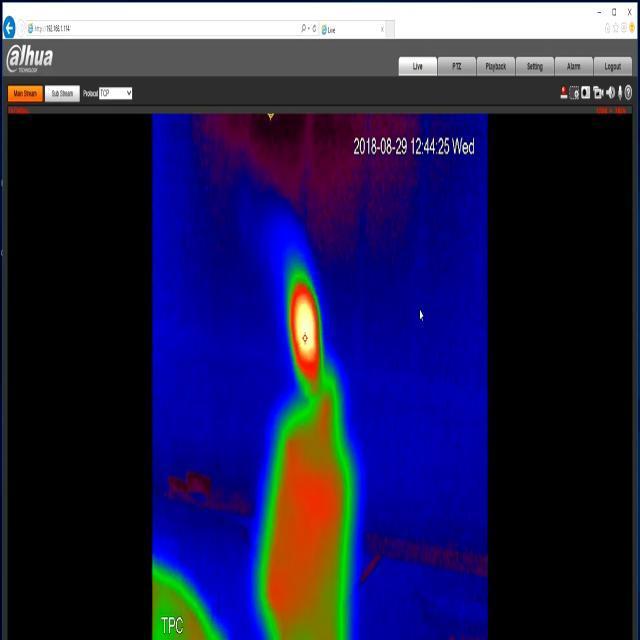 http://192.168.1.114/
Live
alhua
TECHNOLOGY
Live PTZ Playback Setting Alarm Logout
Main Stream Sub Stream Protocol TCP
2018-08-29 12:44:25 Wed
TPC